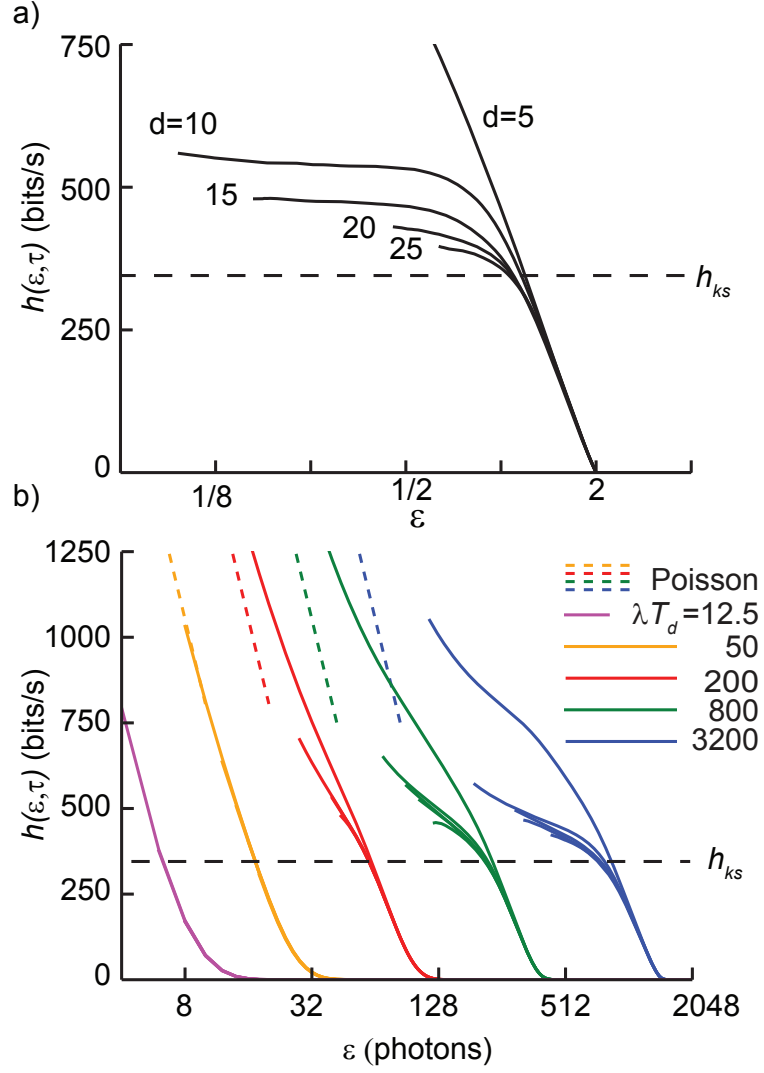 a)
750
500
250
0
h(ε,τ) (bits/s)
d=10
d=5
15
20
25
h_ks
1/8
1/2
2
ε
b)
1250
1000
750
500
250
0
h(ε,τ) (bits/s)
Poisson
λT_d=12.5
50
200
800
3200
h_ks
8
32
128
512
2048
ε (photons)